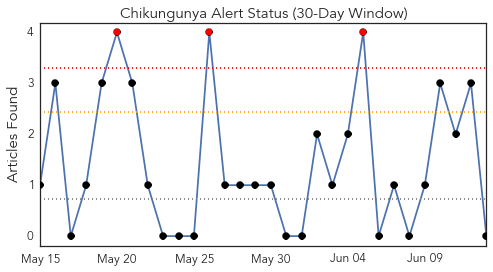 Chikungunya Alert Status (30-Day Window)
Articles Found
4
3
2
1
0
May 15 May 20 May 25 May 30 Jun 04 Jun 09